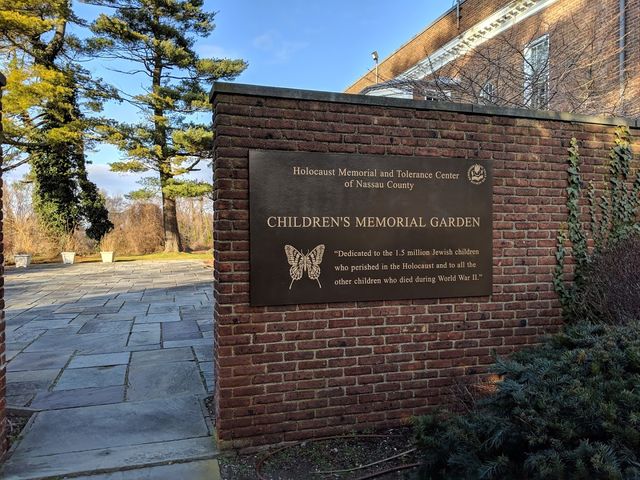 Holocaust Memorial and Tolerance Center
of Nassau County
CHILDREN'S MEMORIAL GARDEN
"Dedicated to the 1.5 million Jewish children
who perished in the Holocaust and to all the
other children who died during World War II."